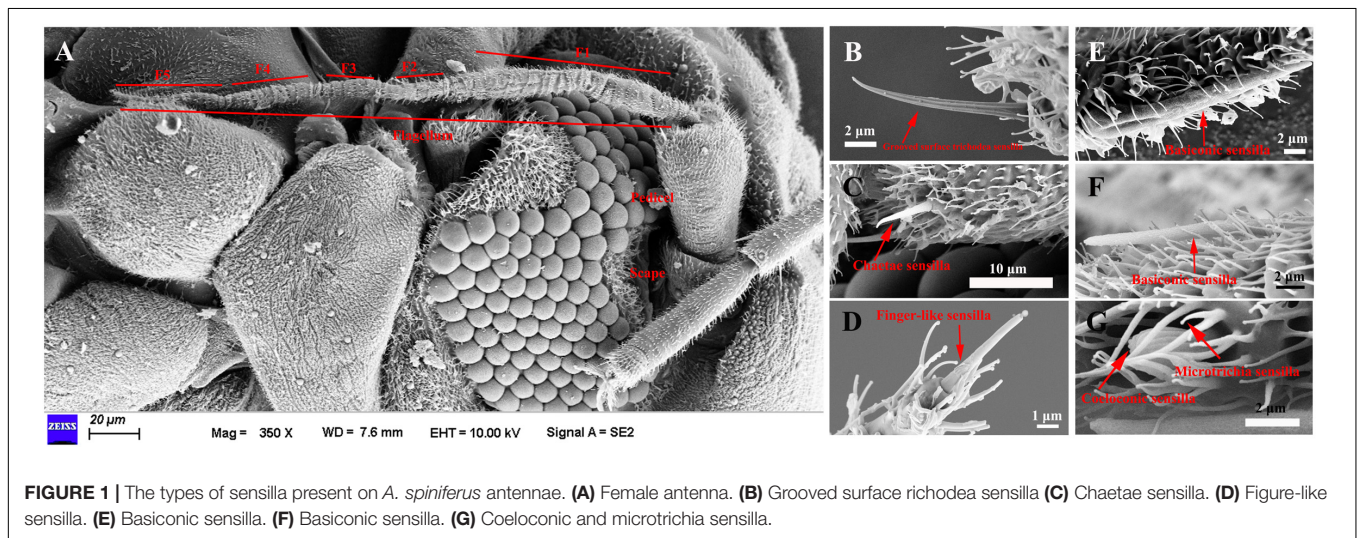 A
F1
F2
F3
F4
F5
Flagellum
Pedicel
Scape
ZEISS
20 µm
Mag = 350 X WD = 7.6 mm EHT = 10.00 kV Signal A = SE2
B
2 µm
Grooved surface richodea sensilla
C
Chaetae sensilla
10 µm
D
Finger-like sensilla
1 µm
E
Basiconic sensilla
2 µm
F
Basiconic sensilla
2 µm
G
Microtrichia sensilla
Coeloconic sensilla
2 µm
FIGURE 1 | The types of sensilla present on A. spiniferus antennae. (A) Female antenna. (B) Grooved surface richodea sensilla (C) Chaetae sensilla. (D) Figure-like
sensilla. (E) Basiconic sensilla. (F) Basiconic sensilla. (G) Coeloconic and microtrichia sensilla.